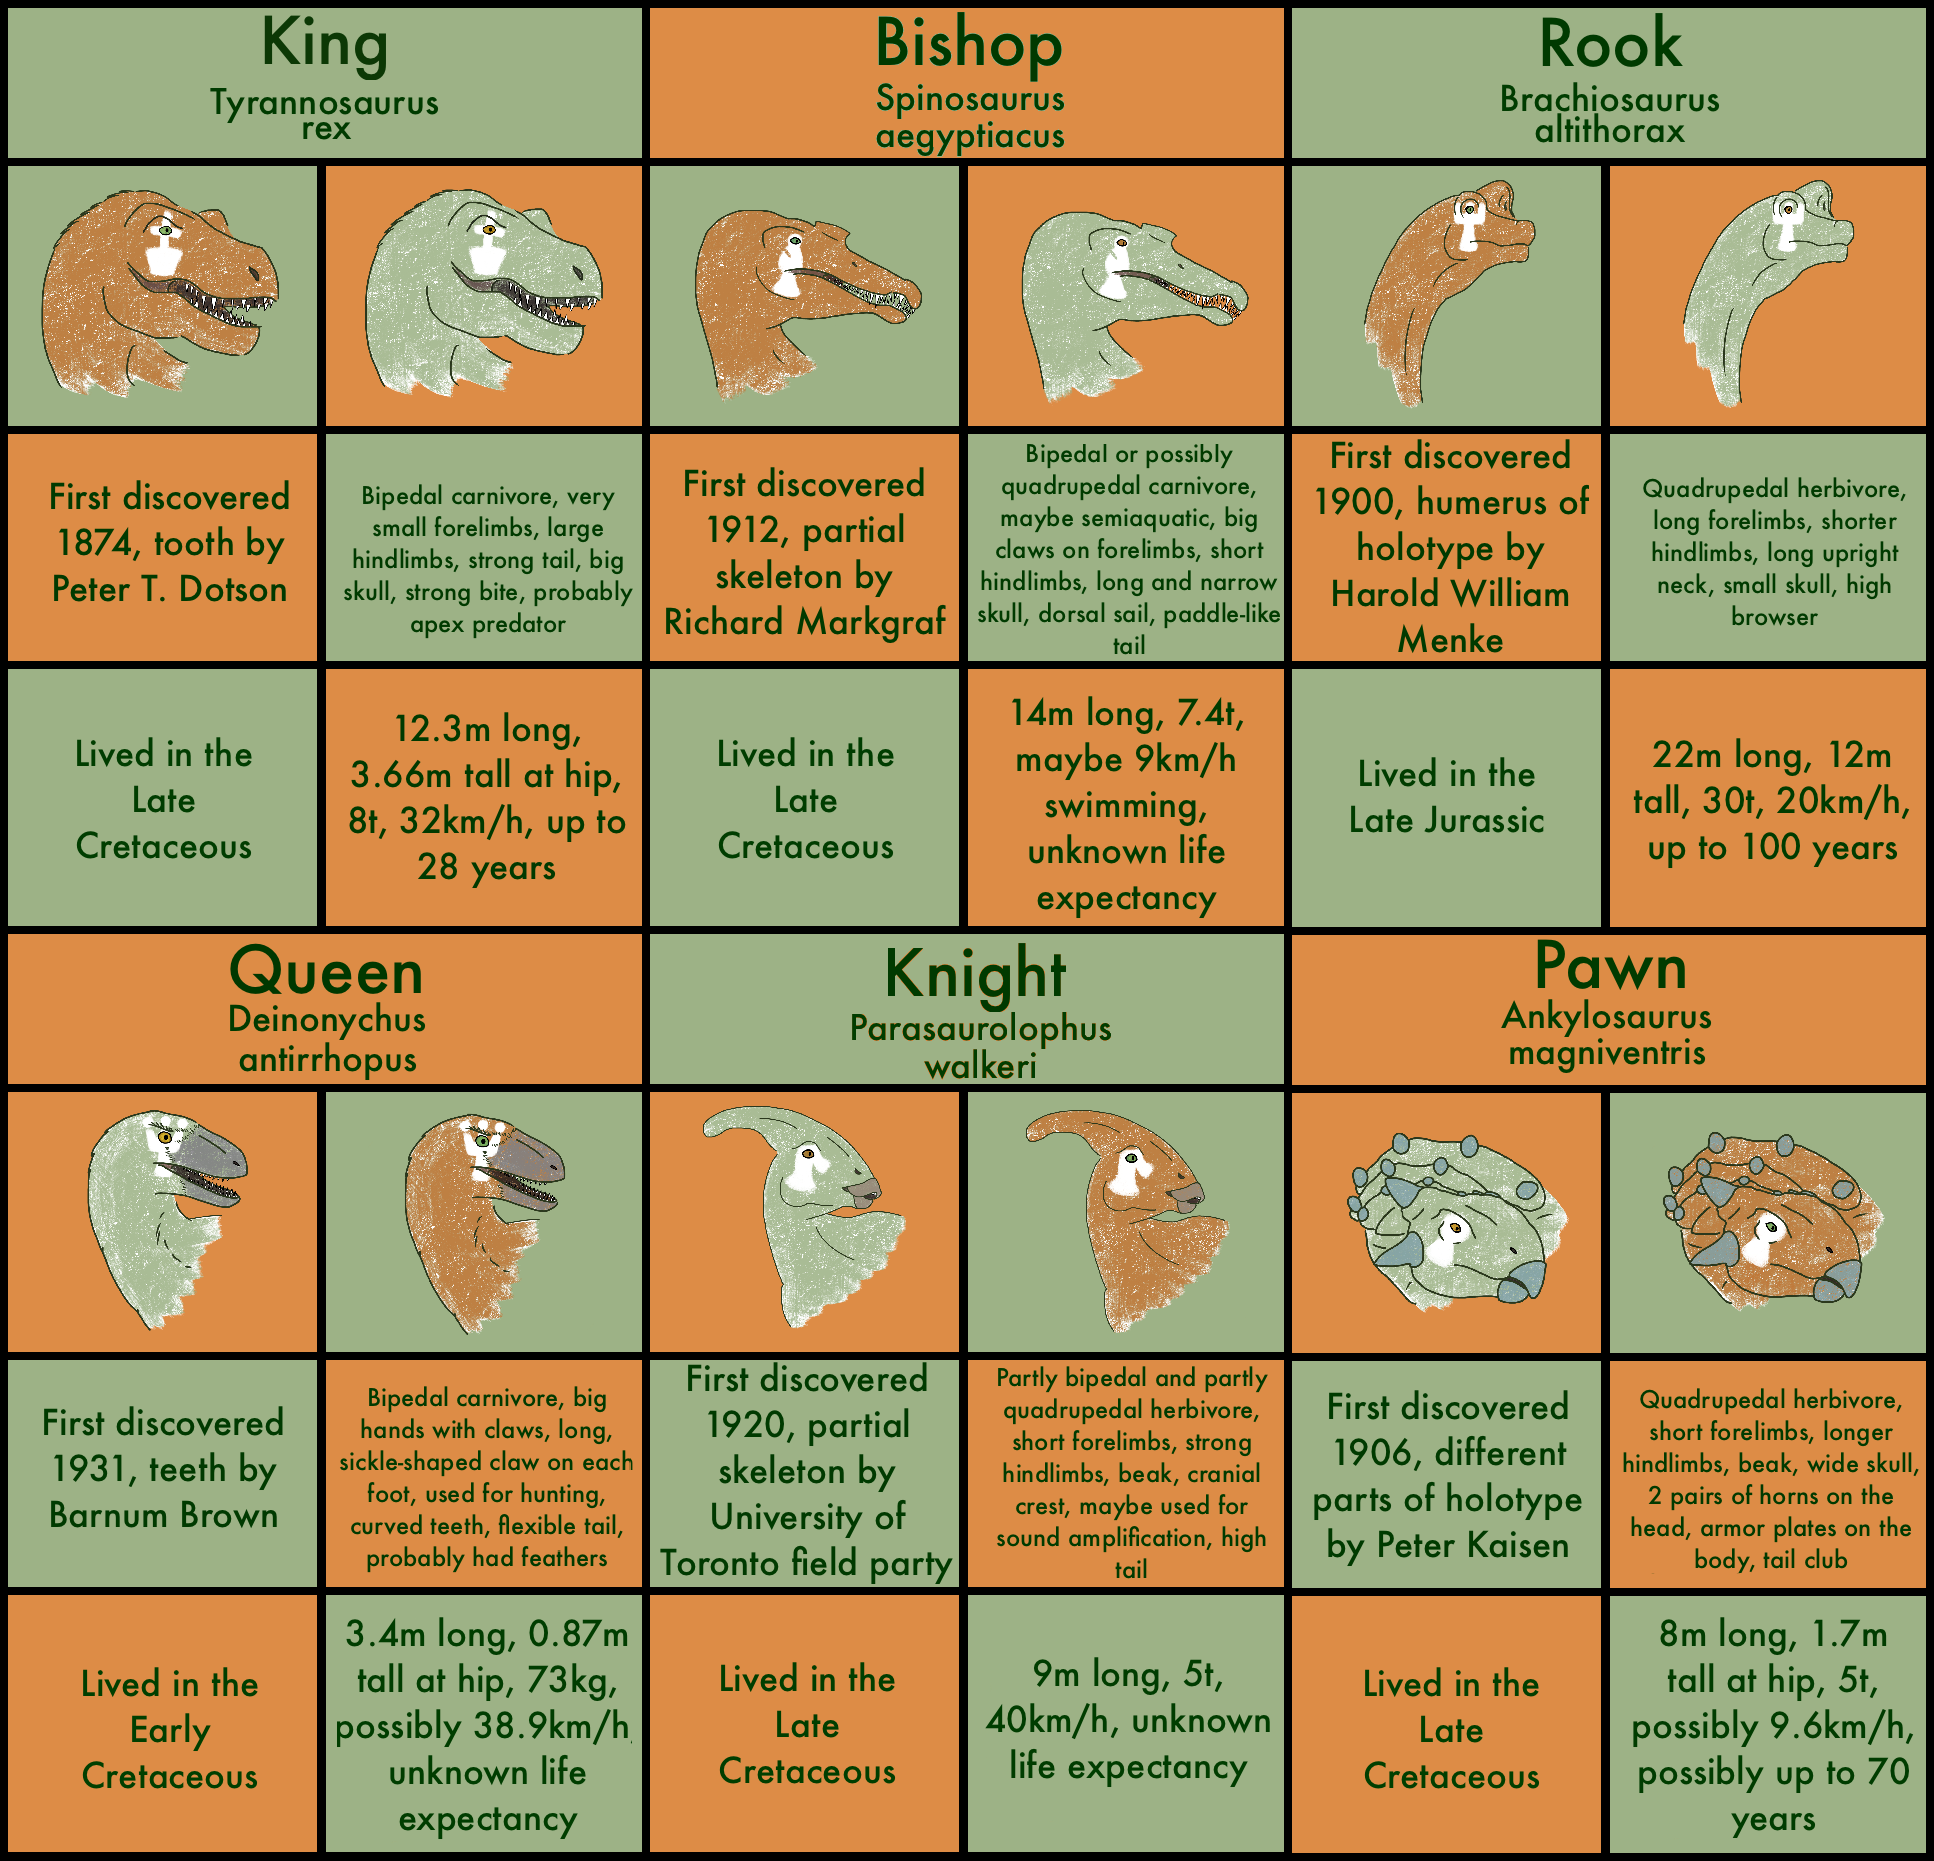 King
Tyrannosaurus
rex
Bishop
Spinosaurus
aegyptiacus
Rook
Brachiosaurus
altithorax
First discovered
1874, tooth by
Peter T. Dotson
Bipedal carnivore, very
small forelimbs, large
hindlimbs, strong tail, big
skull, strong bite, probably
apex predator
First discovered
1912, partial
skeleton by
Richard Markgraf
Bipedal or possibly
quadrupedal carnivore,
maybe semiaquatic, big
claws on forelimbs, short
hindlimbs, long and narrow
skull, dorsal sail, paddle-like
tail
First discovered
1900, humerus of
holotype by
Harold William
Menke
Quadrupedal herbivore,
long forelimbs, shorter
hindlimbs, long upright
neck, small skull, high
browser
Lived in the
Late
Cretaceous
12.3m long,
3.66m tall at hip,
8t, 32km/h, up to
28 years
Lived in the
Late
Cretaceous
14m long, 7.4t,
maybe 9km/h
swimming,
unknown life
expectancy
Lived in the
Late Jurassic
22m long, 12m
tall, 30t, 20km/h,
up to 100 years
Queen
Deinonychus
antirrhopus
Knight
Parasaurolophus
walkeri
Pawn
Ankylosaurus
magniventris
First discovered
1931, teeth by
Barnum Brown
Bipedal carnivore, big
hands with claws, long,
sickle-shaped claw on each
foot, used for hunting,
curved teeth, flexible tail,
probably had feathers
First discovered
1920, partial
skeleton by
University of
Toronto field party
Partly bipedal and partly
quadrupedal herbivore,
short forelimbs, strong
hindlimbs, beak, cranial
crest, maybe used for
sound amplification, high
tail
First discovered
1906, different
parts of holotype
by Peter Kaisen
Quadrupedal herbivore,
short forelimbs, longer
hindlimbs, beak, wide skull,
2 pairs of horns on the
head, armor plates on the
body, tail club
Lived in the
Early
Cretaceous
3.4m long, 0.87m
tall at hip, 73kg,
possibly 38.9km/h,
unknown life
expectancy
Lived in the
Late
Cretaceous
9m long, 5t,
40km/h, unknown
life expectancy
Lived in the
Late
Cretaceous
8m long, 1.7m
tall at hip, 5t,
possibly 9.6km/h,
possibly up to 70
years